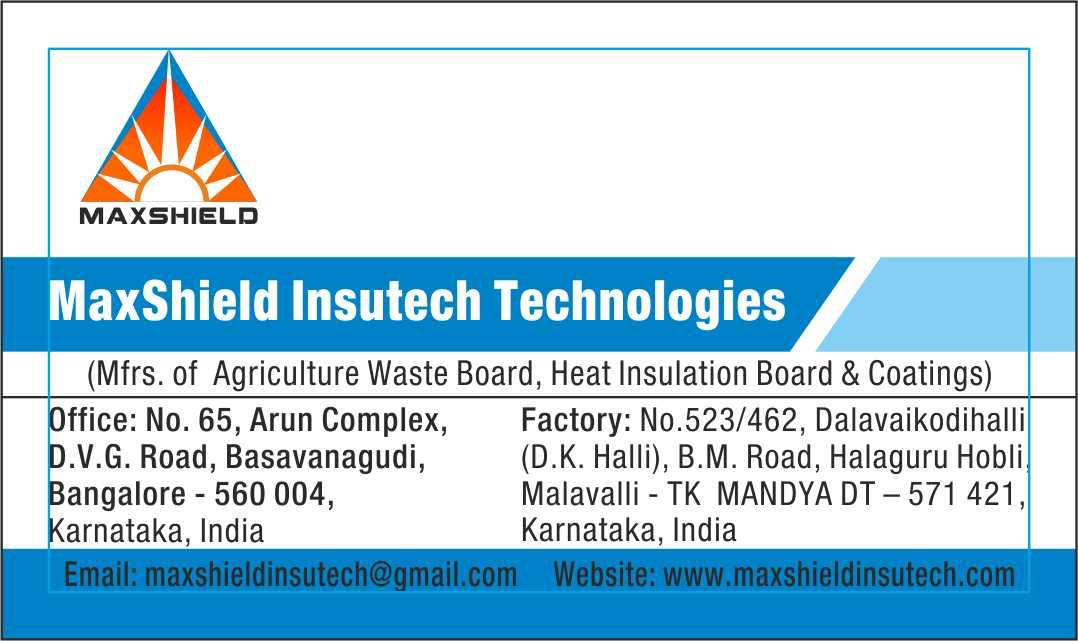 MAXSHIELD
MaxShield Insutech Technologies
(Mfrs. of Agriculture Waste Board, Heat Insulation Board & Coatings)
Office: No. 65, Arun Complex,
D.V.G. Road, Basavanagudi,
Bangalore - 560 004,
Karnataka, India
Factory: No.523/462, Dalavaikodihalli
(D.K. Halli), B.M. Road, Halaguru Hobli,
Malavalli - TK MANDYA DT – 571 421,
Karnataka, India
Email: maxshieldinsutech@gmail.com Website: www.maxshieldinsutech.com